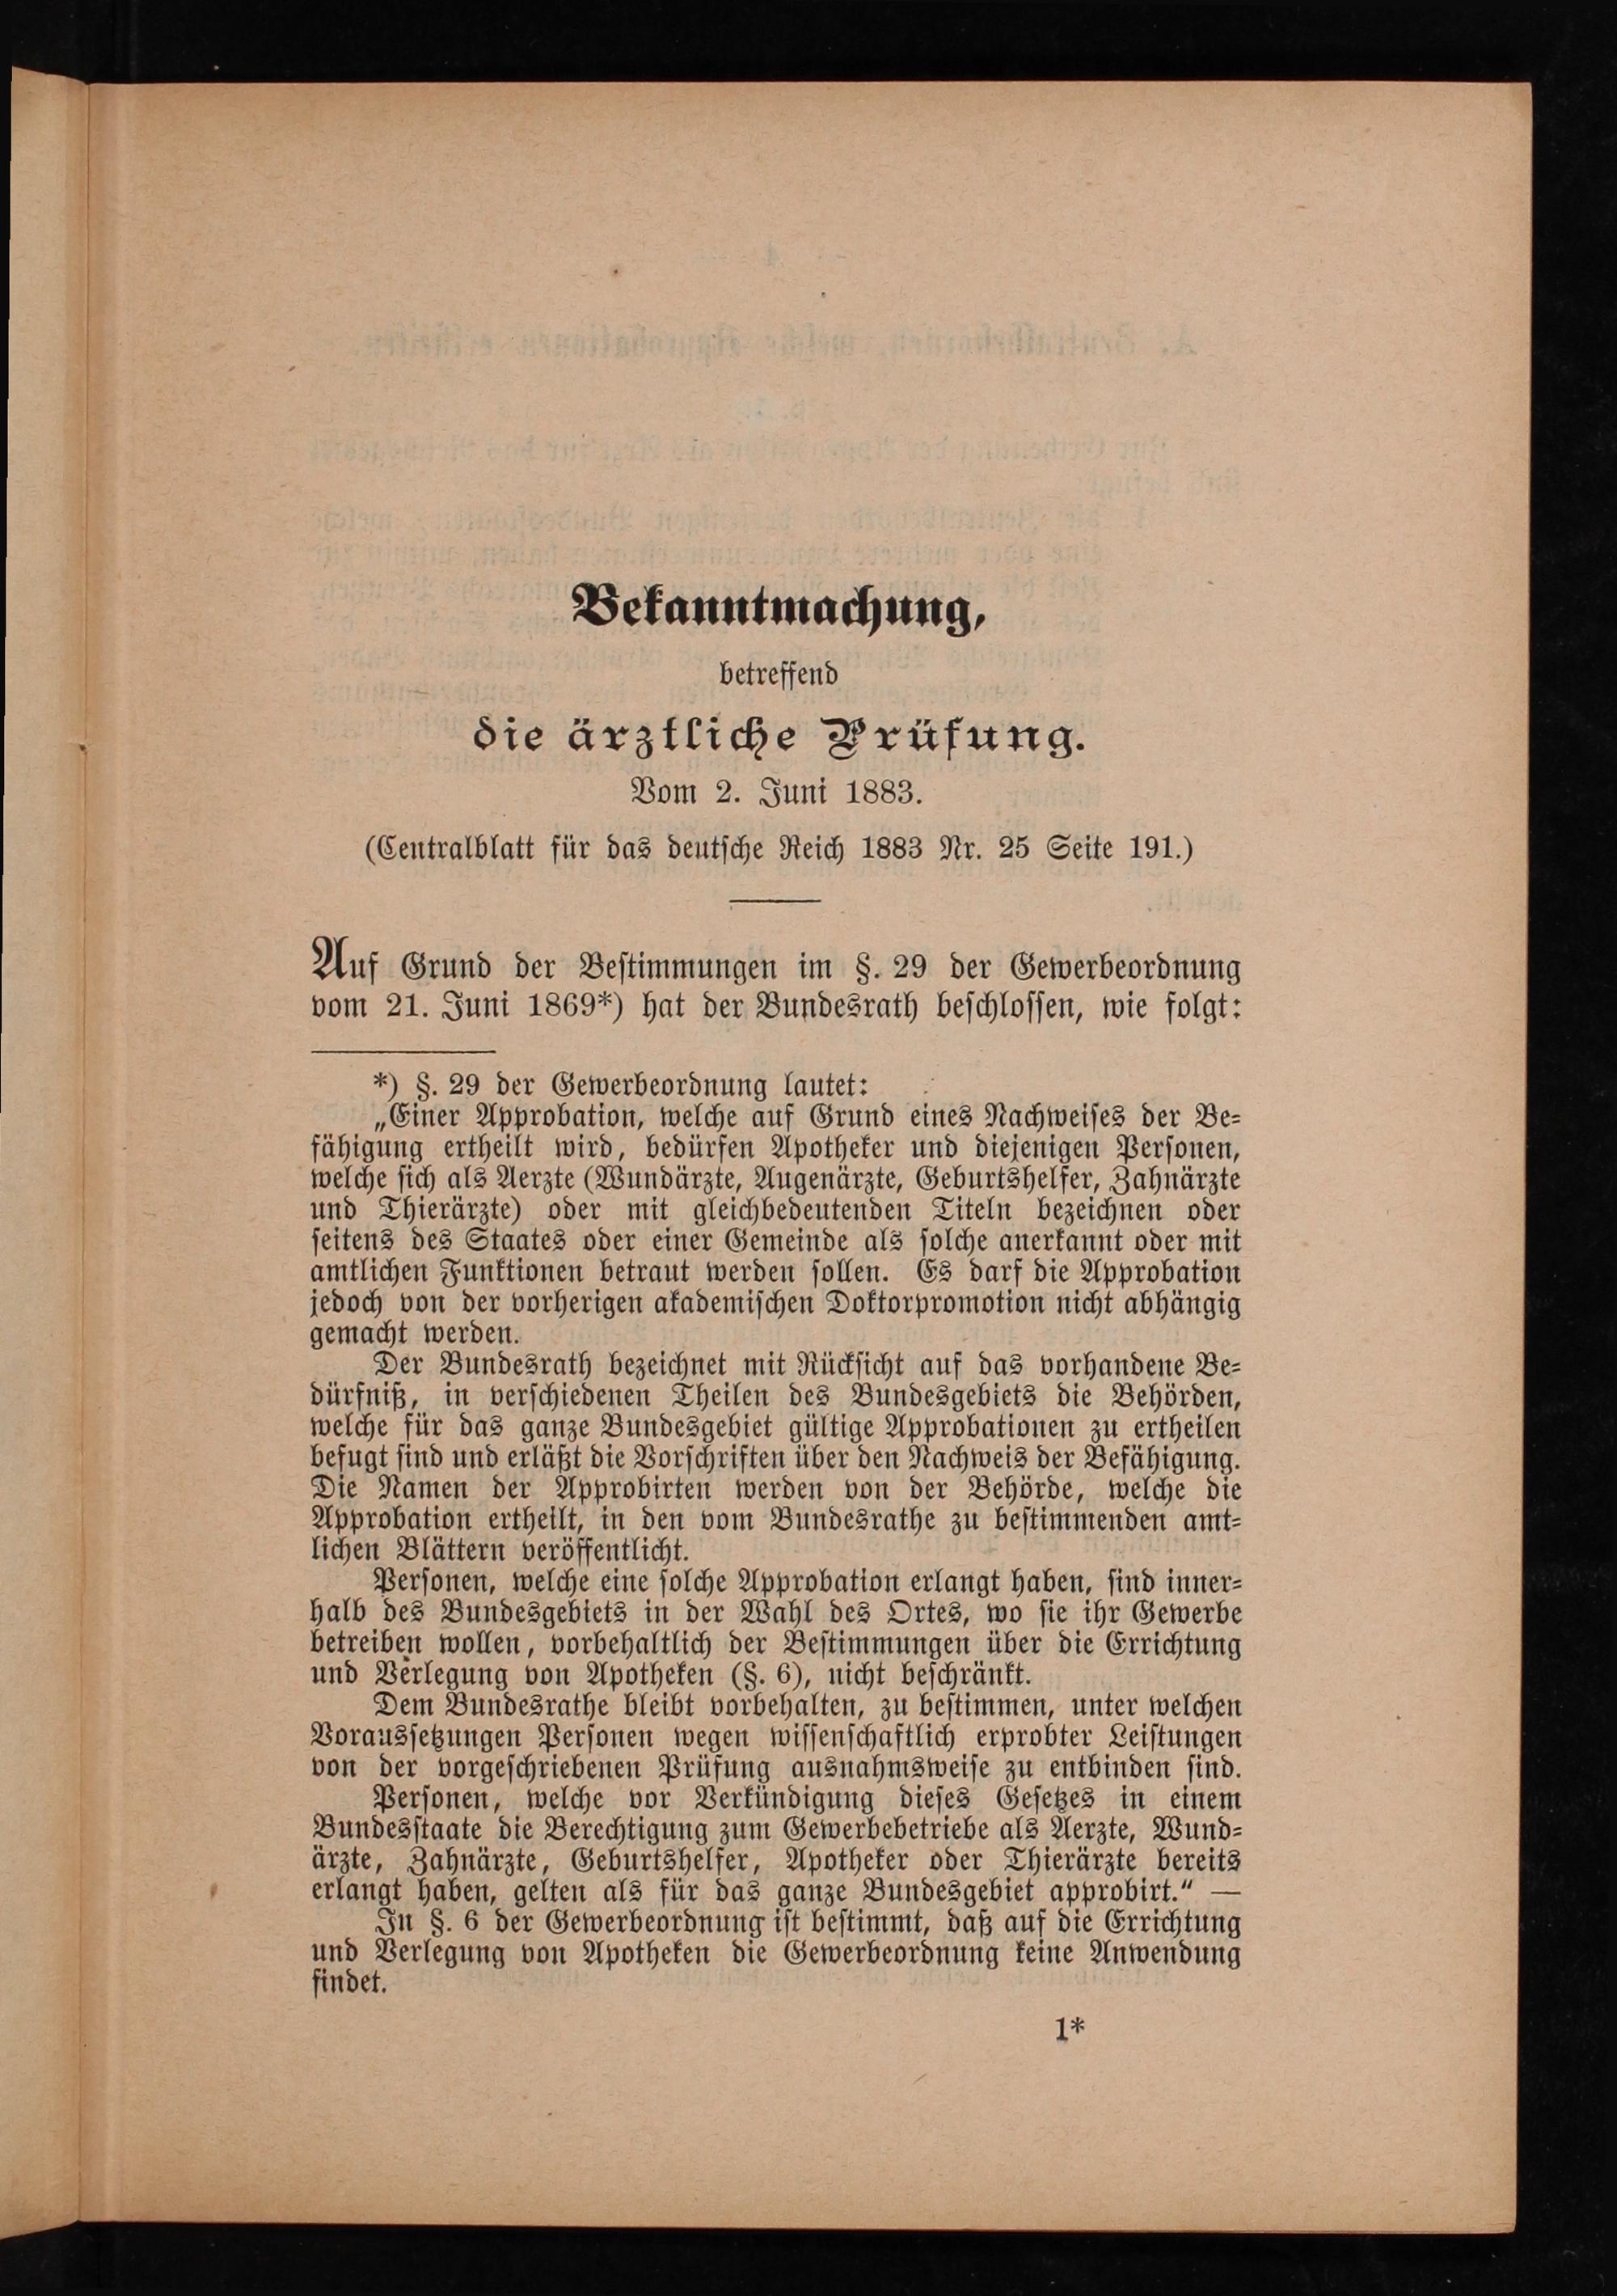 Bekanntmachung,
betreffend
die ärztliche Prüfung.
Vom 2. Juni 1883.
(Centralblatt für das deutsche Reich 1883 Nr. 25 Seite 191.)
Auf Grund der Bestimmungen im §. 29 der Gewerbeordnung
vom 21. Juni 1869*) hat der Bundesrath beschlossen, wie folgt:
*) §. 29 der Gewerbeordnung lautet:
„Einer Approbation, welche auf Grund eines Nachweises der Be-
fähigung ertheilt wird, bedürfen Apotheker und diejenigen Personen,
welche sich als Aerzte (Wundärzte, Augenärzte, Geburtshelfer, Zahnärzte
und Thierärzte) oder mit gleichbedeutenden Titeln bezeichnen oder
seitens des Staates oder einer Gemeinde als solche anerkannt oder mit
amtlichen Funktionen betraut werden sollen. Es darf die Approbation
jedoch von der vorherigen akademischen Doktorpromotion nicht abhängig
gemacht werden.
Der Bundesrath bezeichnet mit Rücksicht auf das vorhandene Be-
dürfniß, in verschiedenen Theilen des Bundesgebiets die Behörden,
welche für das ganze Bundesgebiet gültige Approbationen zu ertheilen
befugt sind und erläßt die Vorschriften über den Nachweis der Befähigung.
Die Namen der Approbirten werden von der Behörde, welche die
Approbation ertheilt, in den vom Bundesrathe zu bestimmenden amt-
lichen Blättern veröffentlicht.
Personen, welche eine solche Approbation erlangt haben, sind inner-
halb des Bundesgebiets in der Wahl des Ortes, wo sie ihr Gewerbe
betreiben wollen, vorbehaltlich der Bestimmungen über die Errichtung
und Verlegung von Apotheken (§. 6), nicht beschränkt.
Dem Bundesrathe bleibt vorbehalten, zu bestimmen, unter welchen
Voraussetzungen Personen wegen wissenschaftlich erprobter Leistungen
von der vorgeschriebenen Prüfung ausnahmsweise zu entbinden sind.
Personen, welche vor Verkündigung dieses Gesetzes in einem
Bundesstaate die Berechtigung zum Gewerbebetriebe als Aerzte, Wund-
ärzte, Zahnärzte, Geburtshelfer, Apotheker oder Thierärzte bereits
erlangt haben, gelten als für das ganze Bundesgebiet approbirt.“ —
In §. 6 der Gewerbeordnung ist bestimmt, daß auf die Errichtung
und Verlegung von Apotheken die Gewerbeordnung keine Anwendung
findet.
1*